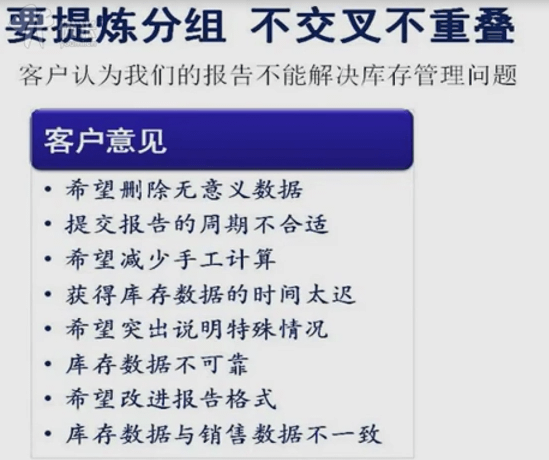 要提炼分组 不交叉不重叠
客户认为我们的报告不能解决库存管理问题
客户意见
• 希望删除无意义数据
• 提交报告的周期不合适
• 希望减少手工计算
• 获得库存数据的时间太迟
• 希望突出说明特殊情况
• 库存数据不可靠
• 希望改进报告格式
• 库存数据与销售数据不一致